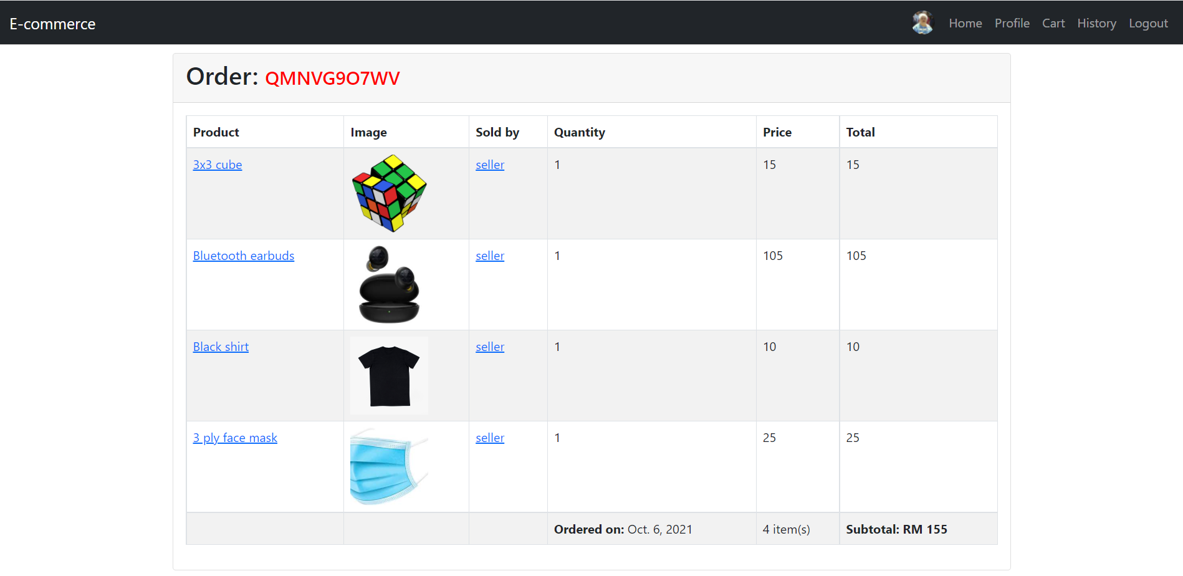 E-commerce Home Profile Cart History Logout
Order: QMNVG9O7WV
Product Image Sold by Quantity Price Total
3x3 cube seller 1 15 15
Bluetooth earbuds seller 1 105 105
Black shirt seller 1 10 10
3 ply face mask seller 1 25 25
Ordered on: Oct. 6, 2021 4 item(s) Subtotal: RM 155